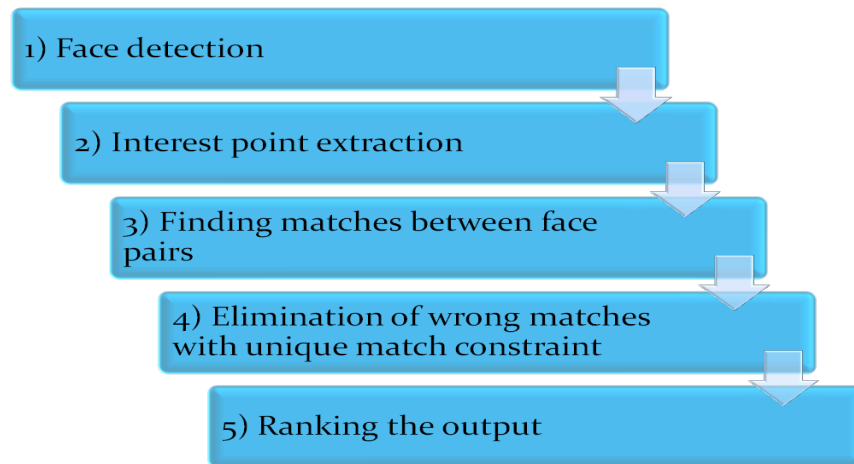 1) Face detection
2) Interest point extraction
3) Finding matches between face
pairs
4) Elimination of wrong matches
with unique match constraint
5) Ranking the output